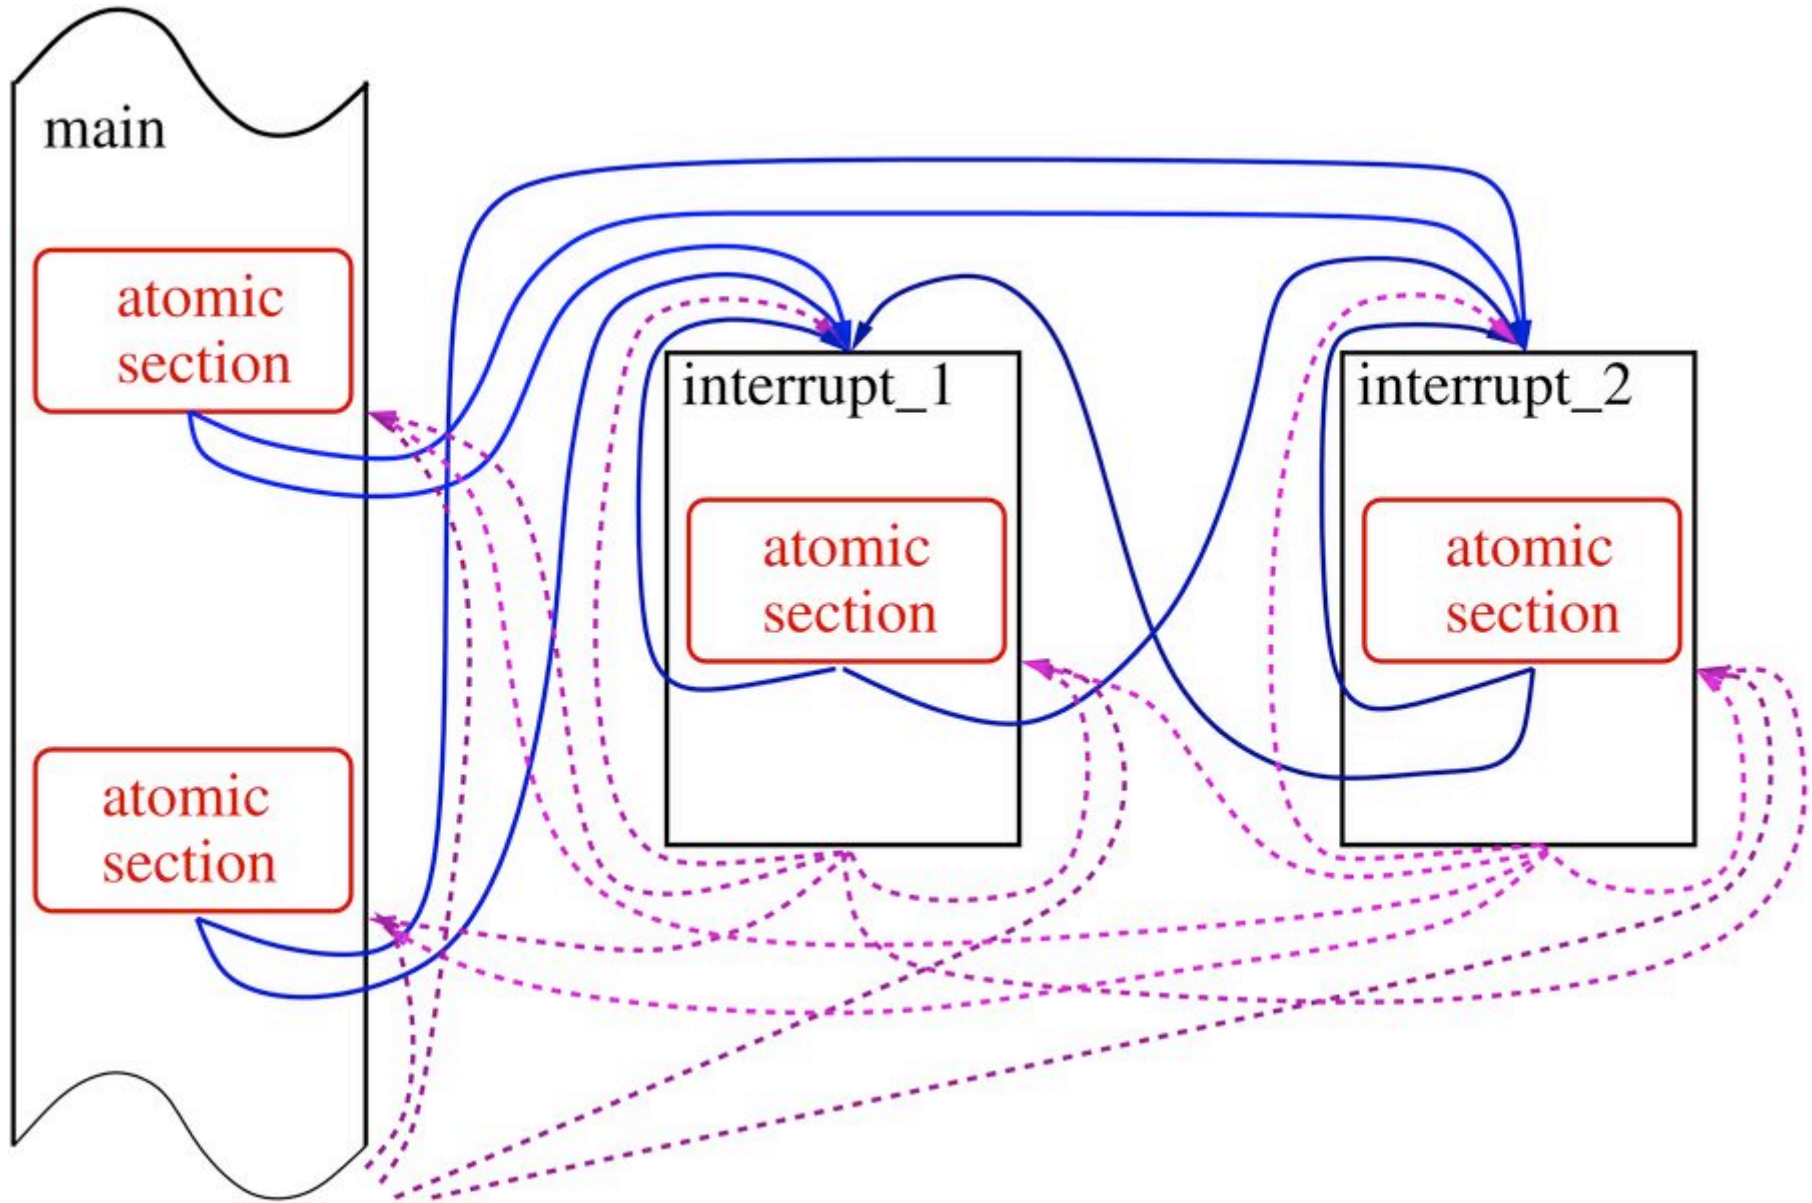 main
atomic
section
atomic
section
interrupt_1
atomic
section
interrupt_2
atomic
section